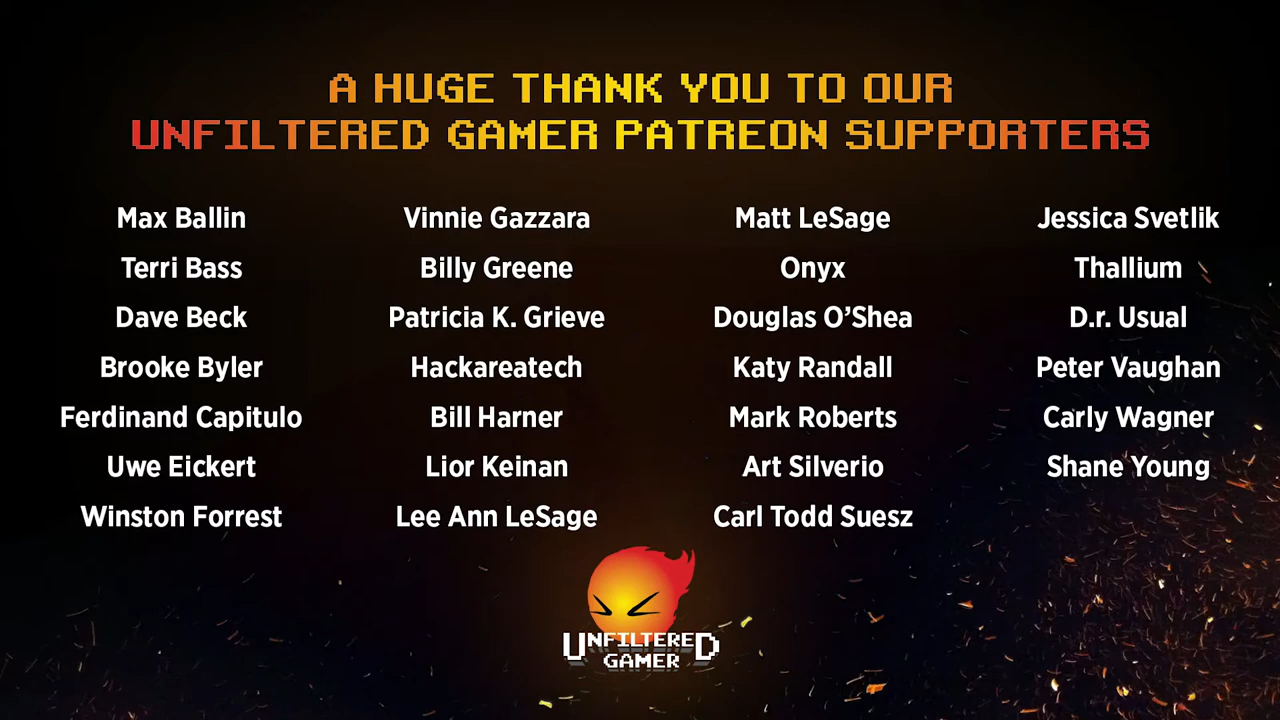 A HUGE THANK YOU TO OUR
UNFILTERED GAMER PATREON SUPPORTERS
Max Ballin
Terri Bass
Dave Beck
Brooke Byler
Ferdinand Capitulo
Uwe Eickert
Winston Forrest
Vinnie Gazzara
Billy Greene
Patricia K. Grieve
Hackareatech
Bill Harner
Lior Keinan
Lee Ann LeSage
Matt LeSage
Onyx
Douglas O’Shea
Katy Randall
Mark Roberts
Art Silverio
Carl Todd Suesz
Jessica Svetlik
Thallium
D.r. Usual
Peter Vaughan
Carly Wagner
Shane Young
UNFILTERED
GAMER